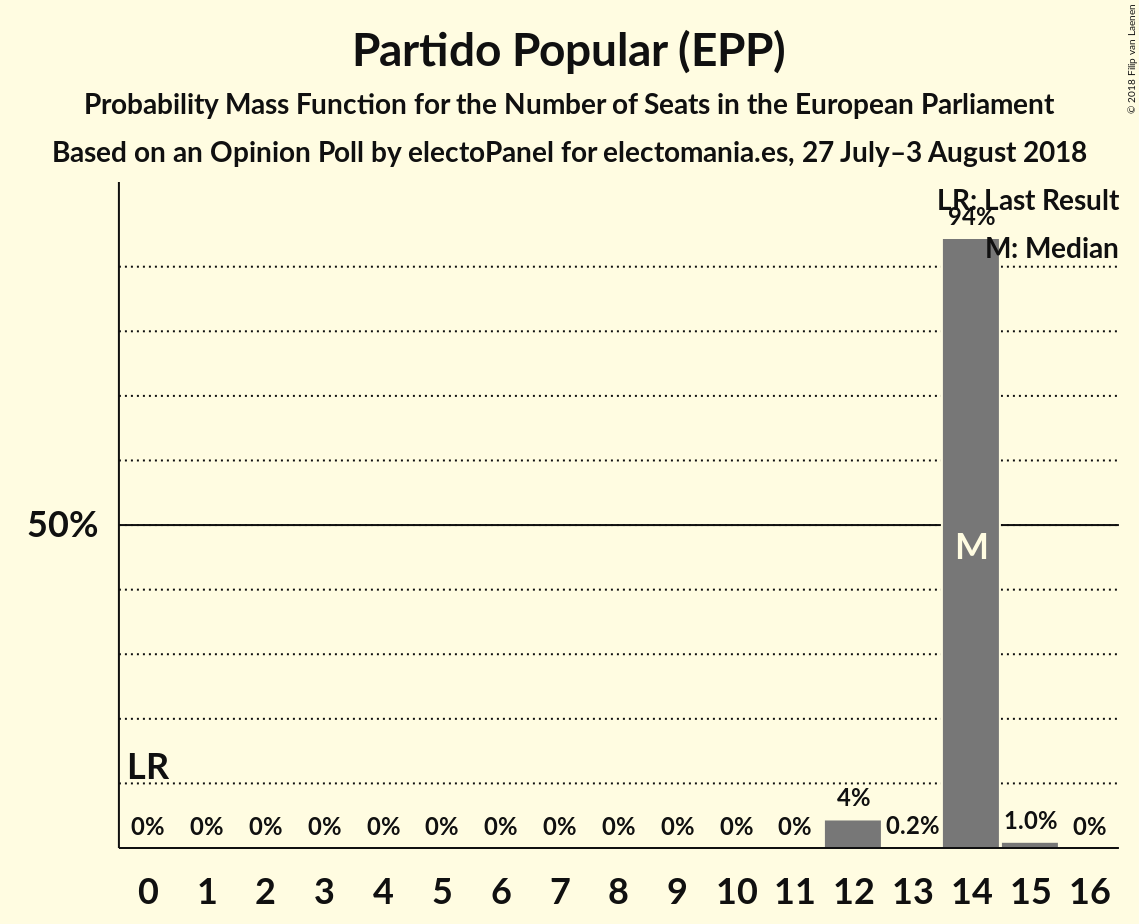 Partido Popular (EPP)
Probability Mass Function for the Number of Seats in the European Parliament
Based on an Opinion Poll by electoPanel for electomania.es, 27 July–3 August 2018
© 2018 Filip van Laenen
LR: Last Result
M: Median
94%
50%
M
LR
0% 0% 0% 0% 0% 0% 0% 0% 0% 0% 0% 0% 4% 0.2% 1.0% 0%
0 1 2 3 4 5 6 7 8 9 10 11 12 13 14 15 16